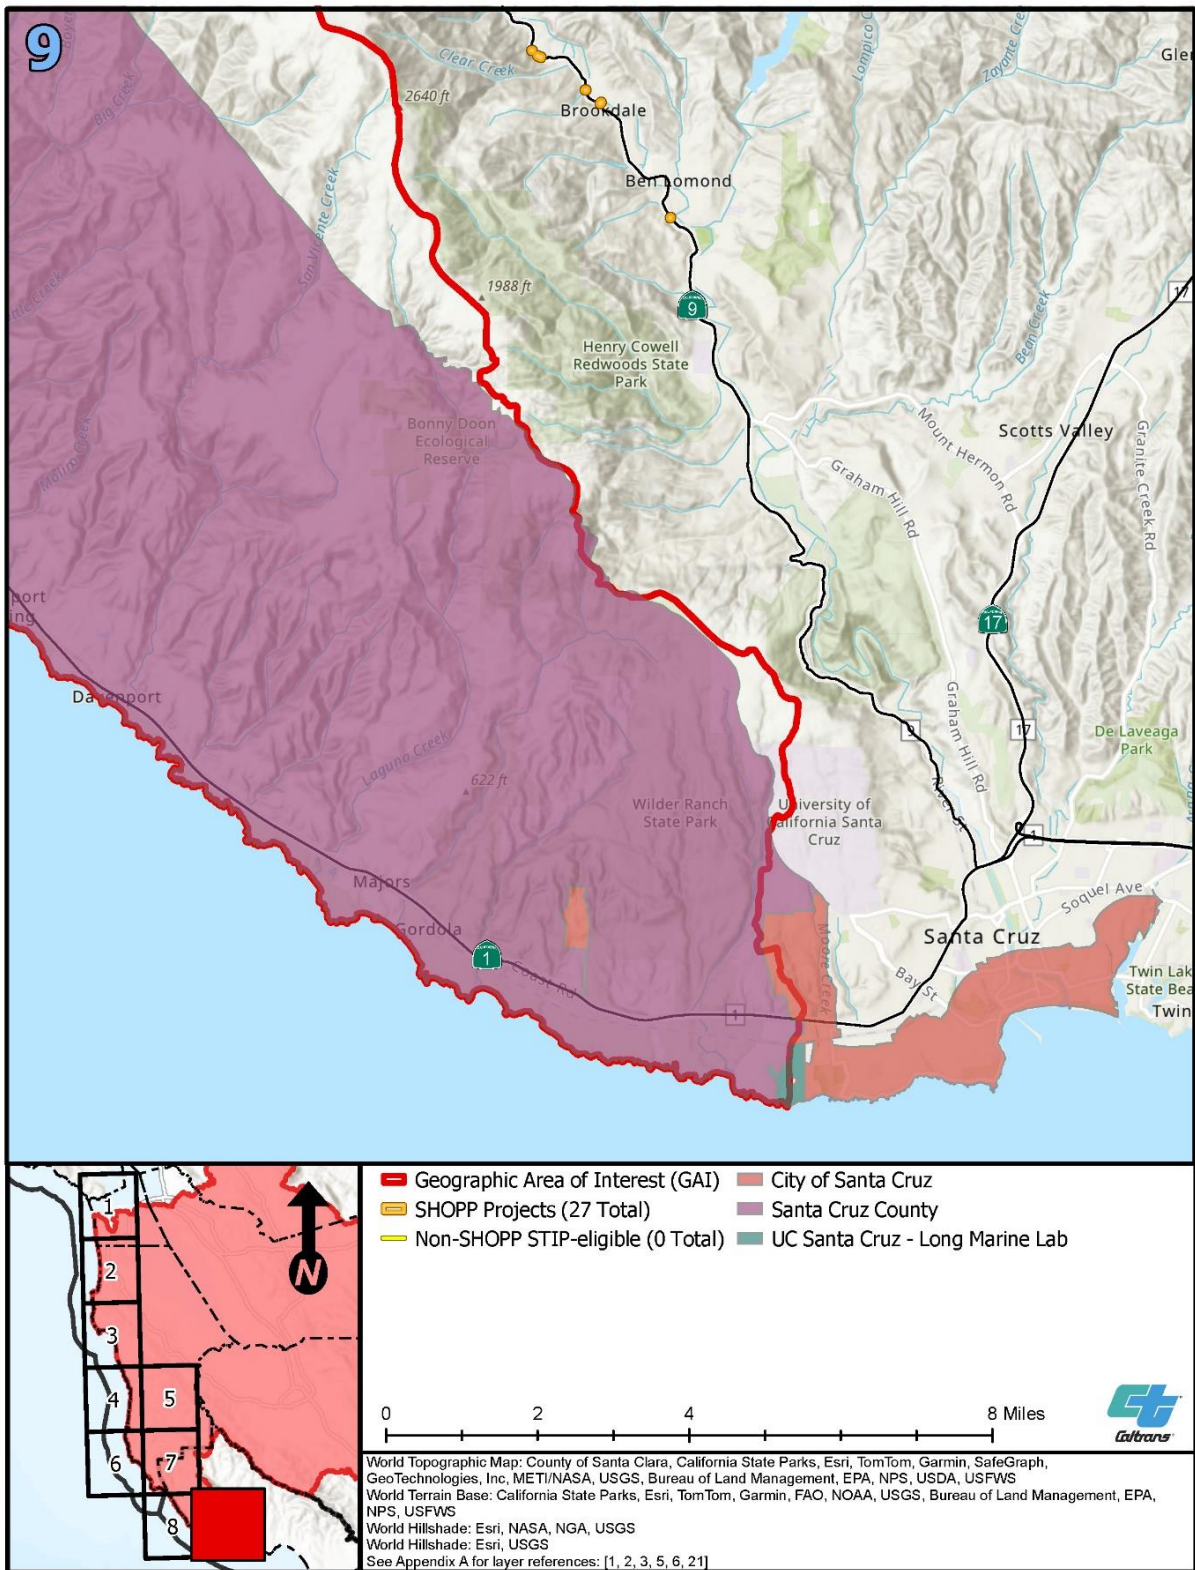 9
Big Creek
Clear Creek
Lompico C
Zayante Cre
Gle
2640 ft
Brookdale
Ben Lomond
San Vicente Creek
1988 ft
9
17
Bean Creek
Henry Cowell
Redwoods State
Park
Bonny Doon
Ecological
Reserve
Scotts Valley
Mount Hermon Rd
Graham Hill Rd
Granite Creek Rd
port
ing
17
Davenport
Laguna Creek
622 ft
Graham Hill Rd
9
17
De Laveaga
Park
River St
Wilder Ranch
State Park
University of
California Santa
Cruz
1
Majors
Gordola
1
Coast Rd
1
Moore Creek
Soquel Ave
Santa Cruz
Bay St
Twin Lak
State Bea
Twin
1
2
3
4
5
6
7
8
N
Geographic Area of Interest (GAI)
City of Santa Cruz
SHOPP Projects (27 Total)
Santa Cruz County
Non-SHOPP STIP-eligible (0 Total)
UC Santa Cruz - Long Marine Lab
0 2 4 8 Miles
Caltrans
World Topographic Map: County of Santa Clara, California State Parks, Esri, TomTom, Garmin, SafeGraph,
GeoTechnologies, Inc, METI/NASA, USGS, Bureau of Land Management, EPA, NPS, USDA, USFWS
World Terrain Base: California State Parks, Esri, TomTom, Garmin, FAO, NOAA, USGS, Bureau of Land Management, EPA,
NPS, USFWS
World Hillshade: Esri, NASA, NGA, USGS
World Hillshade: Esri, USGS
See Appendix A for layer references: [1, 2, 3, 5, 6, 21]